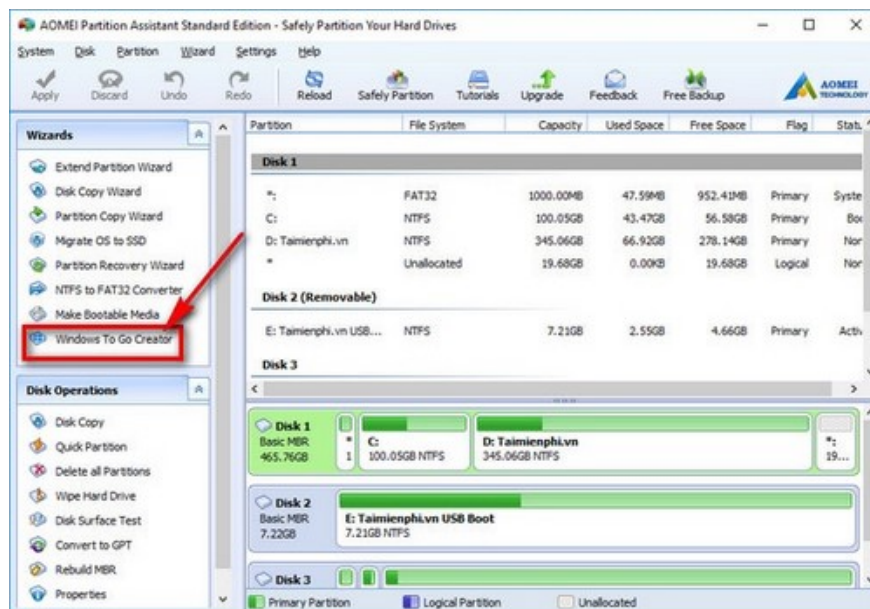 AOMEI Partition Assistant Standard Edition - Safely Partition Your Hard Drives
System Disk Partition Wizard Settings Help
Apply Discard Undo Redo Reload Safely Partition Tutorials Upgrade Feedback Free Backup AOMEI TECHNOLOGY
Wizards
Extend Partition Wizard
Disk Copy Wizard
Partition Copy Wizard
Migrate OS to SSD
Partition Recovery Wizard
NTFS to FAT32 Converter
Make Bootable Media
Windows To Go Creator
Disk Operations
Disk Copy
Quick Partition
Delete all Partitions
Wipe Hard Drive
Disk Surface Test
Convert to GPT
Rebuild MBR
Properties
Partition File System Capacity Used Space Free Space Flag Stat
Disk 1
*: FAT32 1000.00MB 47.59MB 952.41MB Primary Syste
C: NTFS 100.05GB 43.47GB 56.58GB Primary Boo
D: Taimienphi.vn NTFS 345.06GB 66.92GB 278.14GB Primary Nor
* Unallocated 19.68GB 0.00KB 19.68GB Logical Nor
Disk 2 (Removable)
E: Taimienphi.vn USB... NTFS 7.21GB 2.55GB 4.66GB Primary Activ
Disk 3
Disk 1
Basic MBR
465.76GB
*
1
C:
100.05GB NTFS
D: Taimienphi.vn
345.06GB NTFS
*:
19...
Disk 2
Basic MBR
7.22GB
E: Taimienphi.vn USB Boot
7.21GB NTFS
Disk 3
Primary Partition Logical Partition Unallocated